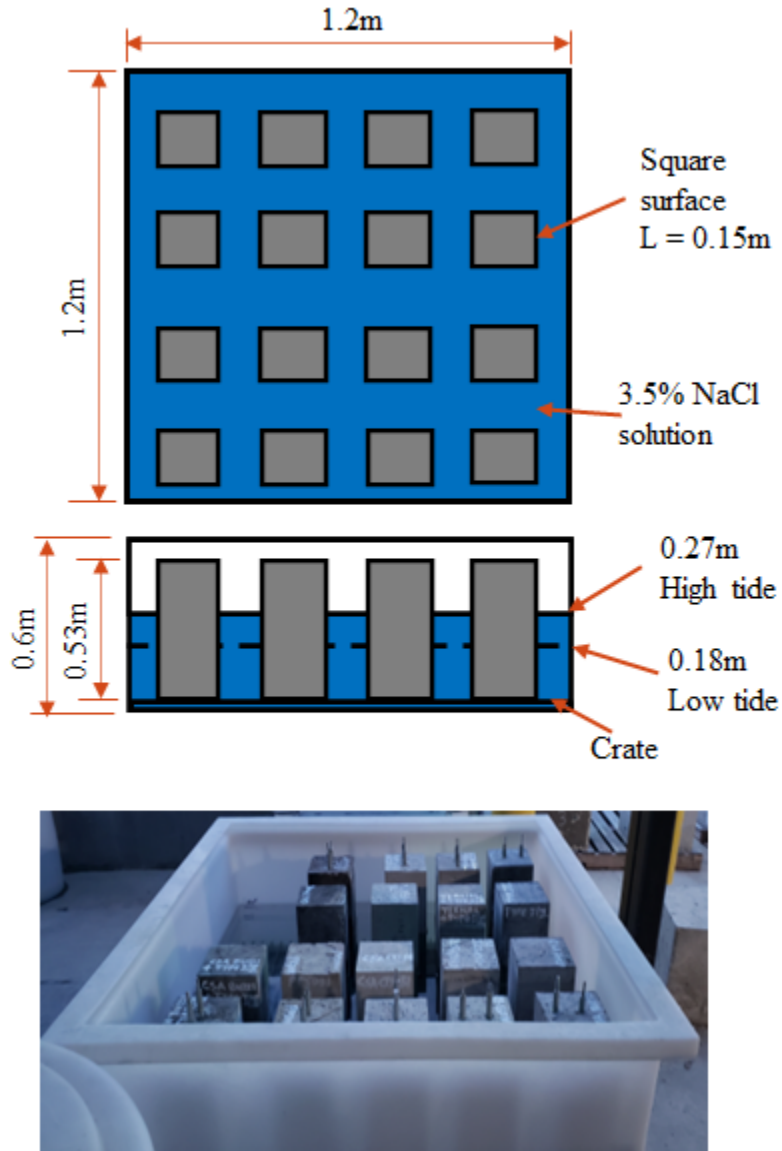 1.2m
1.2m
Square
surface
L = 0.15m
3.5% NaCl
solution
0.6m
0.53m
0.27m
High tide
0.18m
Low tide
Crate